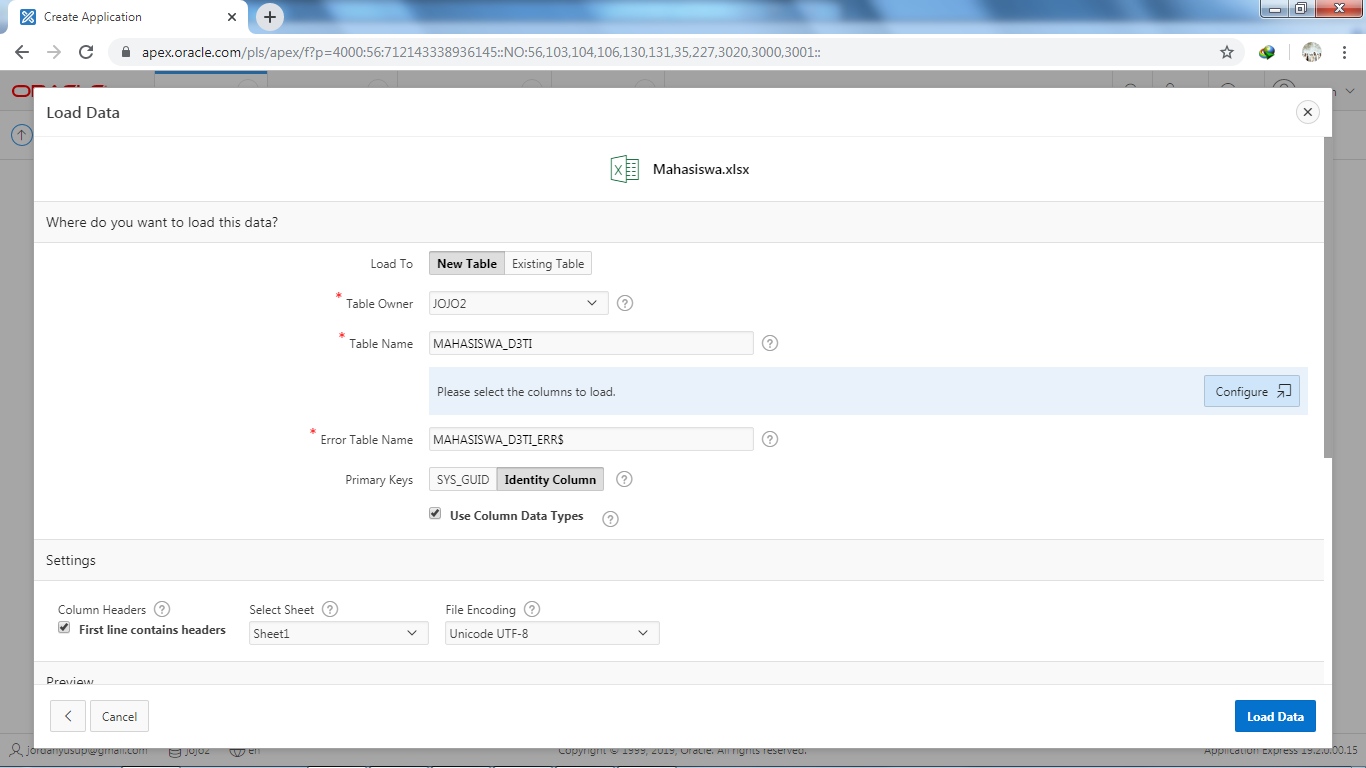 Create Application
apex.oracle.com/pls/apex/f?p=4000:56:712143338936145::NO:56,103,104,106,130,131,35,227,3020,3000,3001::
Load Data
Mahasiswa.xlsx
Where do you want to load this data?
Load To
New Table
Existing Table
* Table Owner
JOJO2
?
* Table Name
MAHASISWA_D3TI
?
Please select the columns to load.
Configure
* Error Table Name
MAHASISWA_D3TI_ERR$
?
Primary Keys
SYS_GUID
Identity Column
?
Use Column Data Types
?
Settings
Column Headers ?
First line contains headers
Select Sheet ?
Sheet1
File Encoding ?
Unicode UTF-8
Preview
Cancel
Load Data
jordanyusup@gmail.com
jojo2
en
Copyright © 1999, 2019, Oracle. All rights reserved.
Application Express 19.2.0.00.15